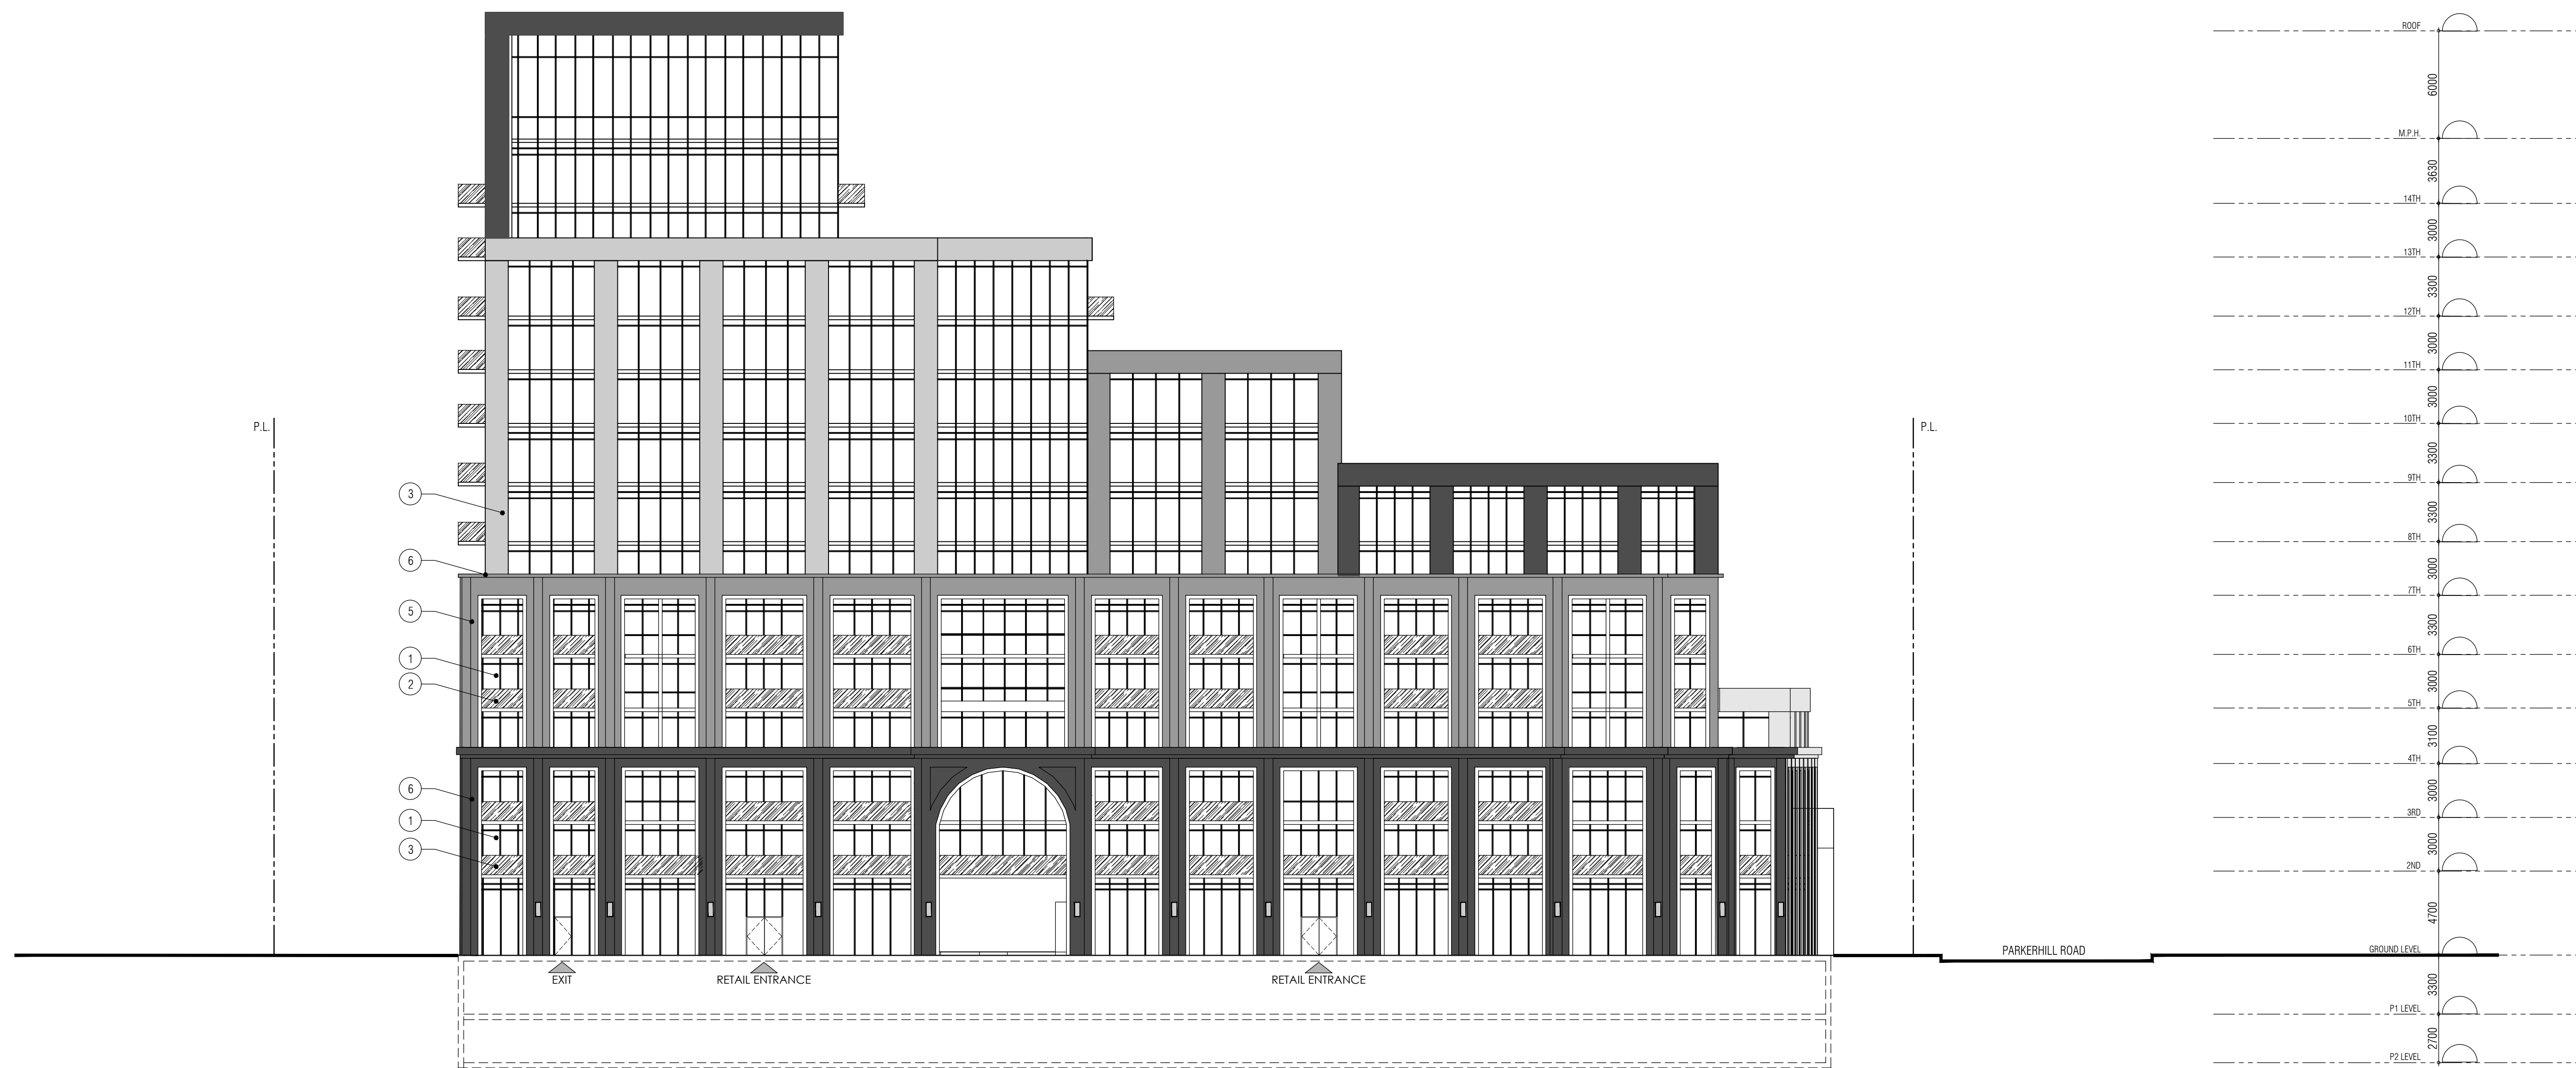 ROOF
6000
M.P.H.
3630
14TH
3000
13TH
3300
12TH
3000
11TH
3000
10TH
3300
9TH
3300
8TH
3000
7TH
3300
6TH
3000
5TH
3100
4TH
3000
3RD
3000
2ND
4700
GROUND LEVEL
3300
P1 LEVEL
2700
P2 LEVEL
P.L.
P.L.
3
6
5
1
2
6
1
3
EXIT
RETAIL ENTRANCE
RETAIL ENTRANCE
PARKERHILL ROAD